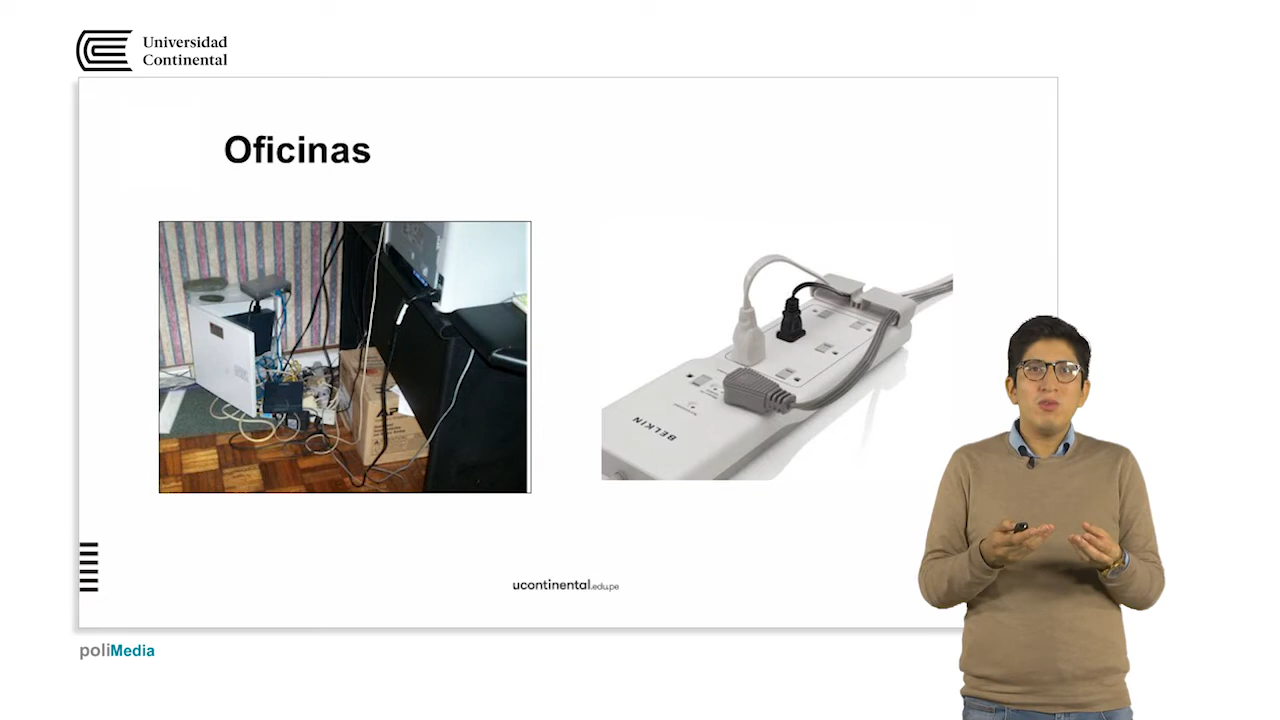 Universidad
Continental
Oficinas
BELKIN
ucontinental.edu.pe
poliMedia